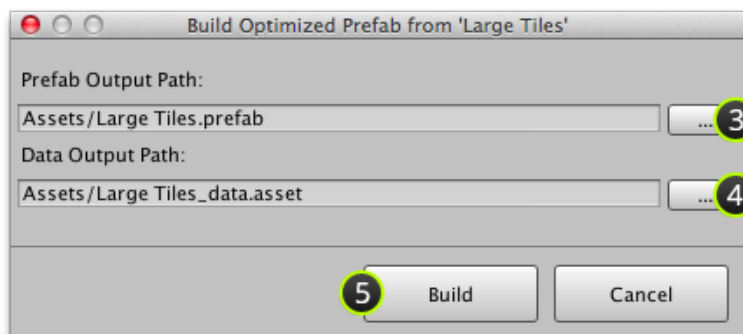 Build Optimized Prefab from 'Large Tiles'
Prefab Output Path:
Assets/Large Tiles.prefab
... 3
Data Output Path:
Assets/Large Tiles_data.asset
... 4
5 Build Cancel